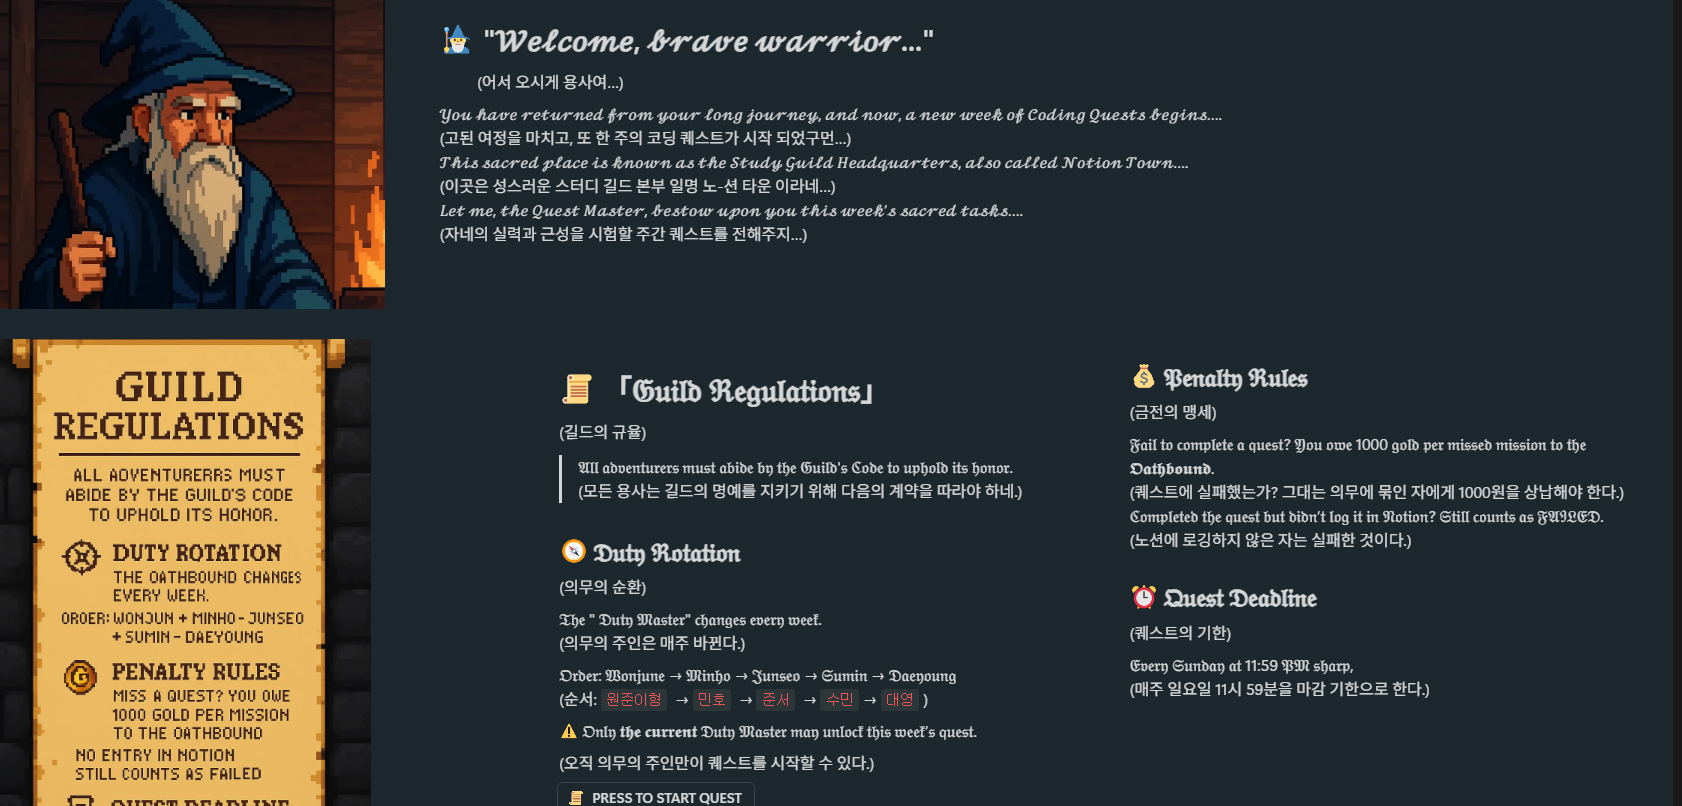 "Welcome, brave warrior..."
(어서 오시게 용사여...)
You have returned from your long journey, and now, a new week of Coding Quests begins....
(고된 여정을 마치고, 또 한 주의 코딩 퀘스트가 시작 되었구먼...)
This sacred place is known as the Study Guild Headquarters, also called Notion Town....
(이곳은 성스러운 스터디 길드 본부 일명 노-션 타운 이라네...)
Let me, the Quest Master, bestow upon you this week's sacred tasks....
(자네의 실력과 근성을 시험할 주간 퀘스트를 전해주지...)
GUILD
REGULATIONS
ALL ADVENTURERRS MUST
ABIDE BY THE GUILD'S CODE
TO UPHOLD ITS HONOR.
DUTY ROTATION
THE OATHBOUND CHANGES
EVERY WEEK.
ORDER: WONJUN + MINHO - JUNSEO
+ SUMIN - DAEYOUNG
PENALTY RULES
MISS A QUEST? YOU OWE
1000 GOLD PER MISSION
TO THE OATHBOUND
NO ENTRY IN NOTION
STILL COUNTS AS FAILED
QUEST DEADLINE
「Guild Regulations」
(길드의 규율)
All adventurers must abide by the Guild's Code to uphold its honor.
(모든 용사는 길드의 명예를 지키기 위해 다음의 계약을 따라야 하네.)
Duty Rotation
(의무의 순환)
The " Duty Master" changes every week.
(의무의 주인은 매주 바뀐다.)
Order: Wonjune → Minho → Junseo → Sumin → Daeyoung
(순서: 원준이형 → 민호 → 준서 → 수민 → 대영 )
Only the current Duty Master may unlock this week's quest.
(오직 의무의 주인만이 퀘스트를 시작할 수 있다.)
PRESS TO START QUEST
Penalty Rules
(금전의 맹세)
Fail to complete a quest? You owe 1000 gold per missed mission to the
Oathbound.
(퀘스트에 실패했는가? 그대는 의무에 묶인 자에게 1000원을 상납해야 한다.)
Completed the quest but didn't log it in Notion? Still counts as FAILED.
(노션에 로깅하지 않은 자는 실패한 것이다.)
Quest Deadline
(퀘스트의 기한)
Every Sunday at 11:59 PM sharp,
(매주 일요일 11시 59분을 마감 기한으로 한다.)